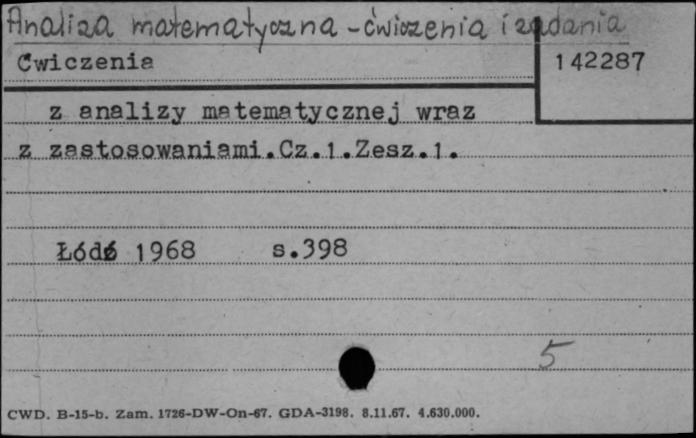 Analiza matematyczna - ćwiczenia i zadania
Ćwiczenia
142287
z analizy matematycznej wraz
z zastosowaniami.Cz.1.Zesz.1.
Łódź 1968 s.398
5
CWD. B-15-b. Zam. 1726-DW-On-67. GDA-3198. 8.11.67. 4.630.000.